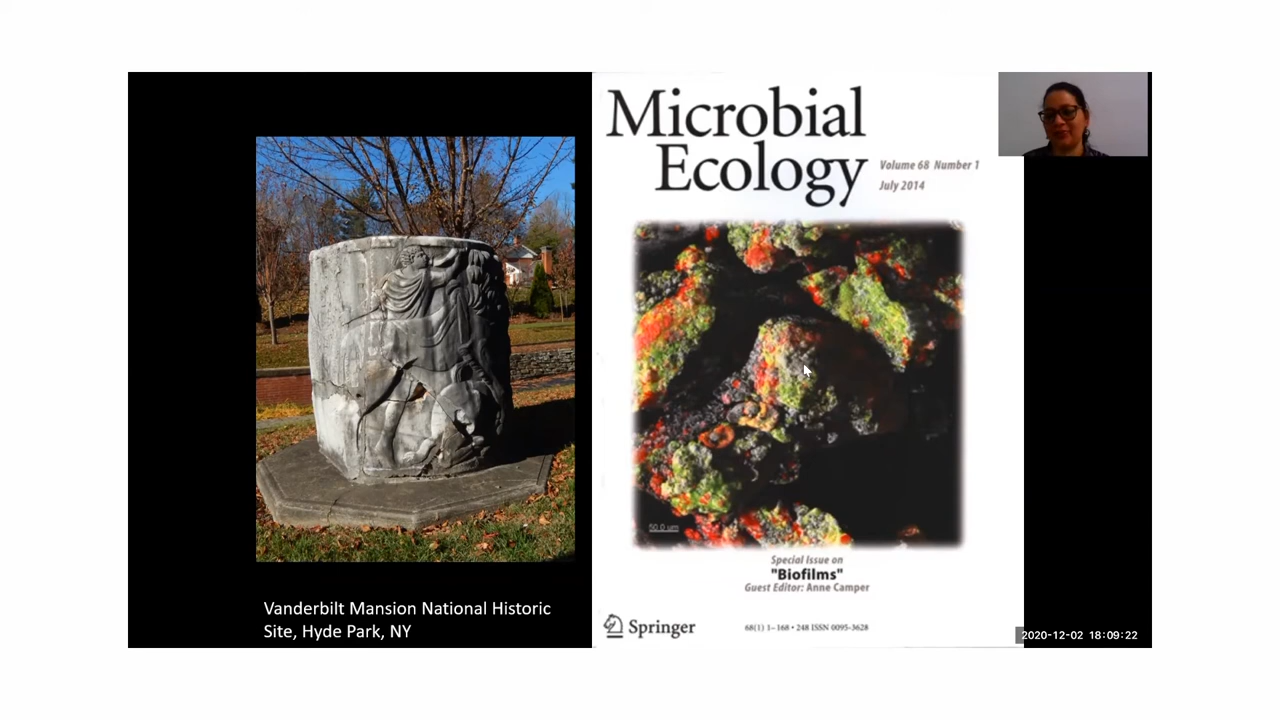 Microbial
Ecology
Volume 68 Number 1
July 2014
50.0 um
Special Issue on
"Biofilms"
Guest Editor: Anne Camper
Springer
68(1) 1–168 • 248 ISSN 0095-3628
Vanderbilt Mansion National Historic
Site, Hyde Park, NY
2020-12-02 18:09:22